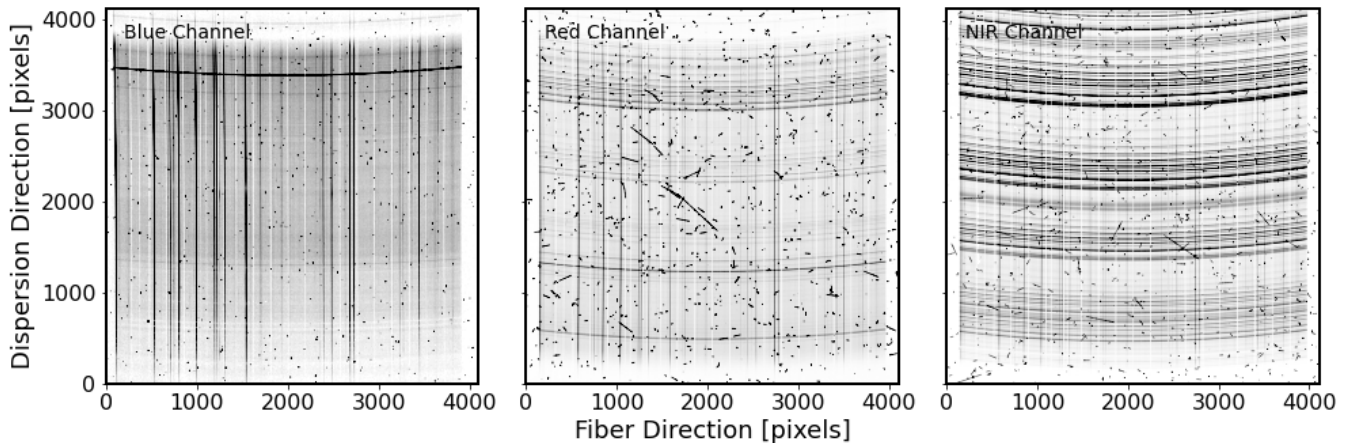 Blue Channel
Red Channel
NIR Channel
Dispersion Direction [pixels]
4000
3000
2000
1000
0
0 1000 2000 3000 4000
0 1000 2000 3000 4000
0 1000 2000 3000 4000
Fiber Direction [pixels]